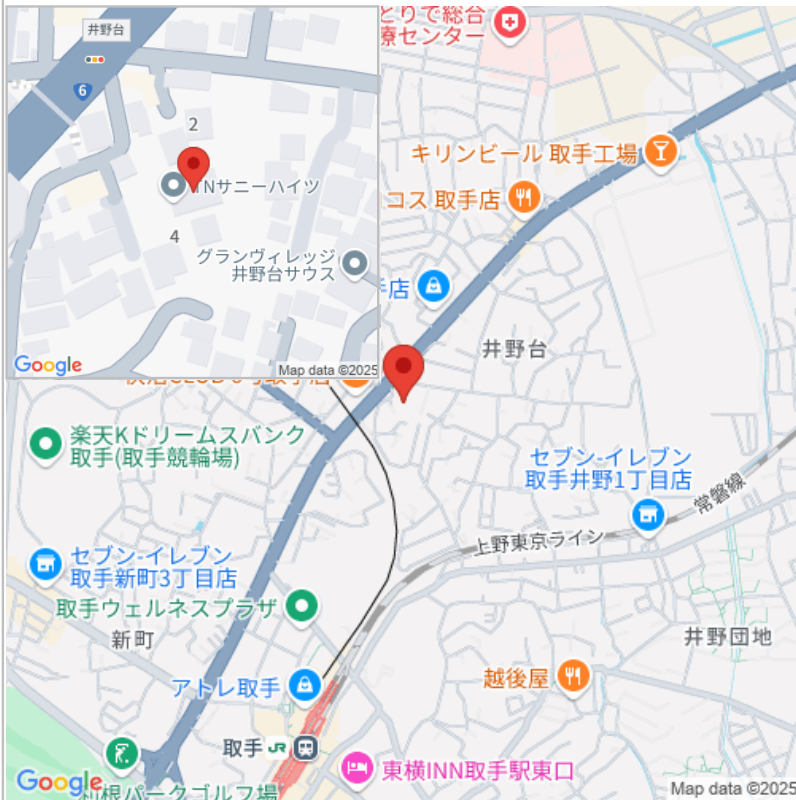 井野台
6
2
TNサニーハイツ
4
グランヴィレッジ
井野台サウス
Google
Map data ©2025
とりで総合
療センター
キリンビール 取手工場
コス 取手店
手店
井野台
楽天Kドリームスバンク
取手(取手競輪場)
セブン-イレブン
取手井野1丁目店
常磐線
上野東京ライン
セブン-イレブン
取手新町3丁目店
取手ウェルネスプラザ
新町
井野団地
アトレ取手
越後屋
取手 JR
東横INN取手駅東口
利根パークゴルフ場
Google
Map data ©2025